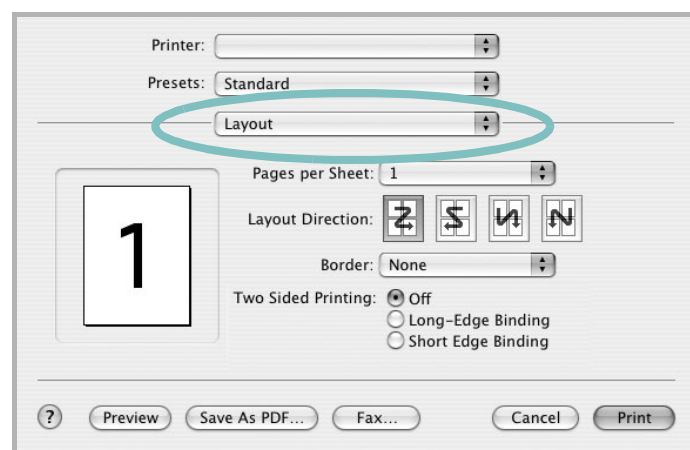 Printer:
Presets: Standard
Layout
Pages per Sheet: 1
Layout Direction:
Border: None
Two Sided Printing: Off
Long-Edge Binding
Short Edge Binding
1
? Preview Save As PDF... Fax... Cancel Print